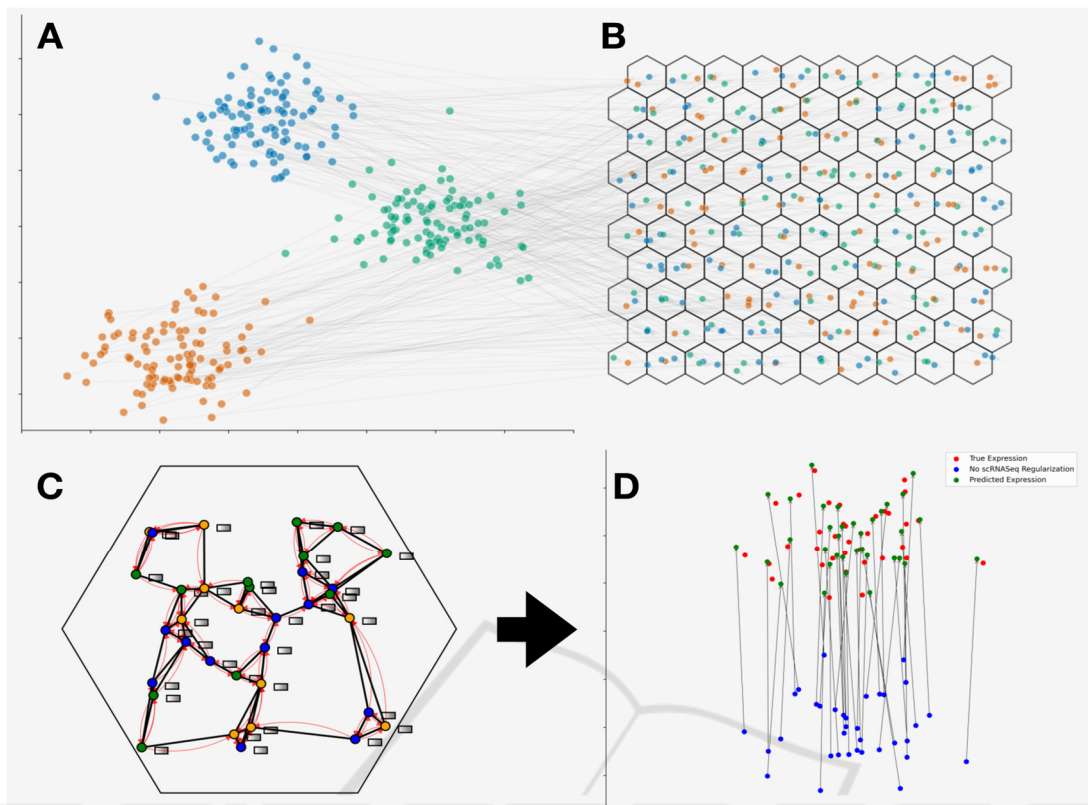 A
B
C
D
True Expression
No scRNASeq Regularization
Predicted Expression